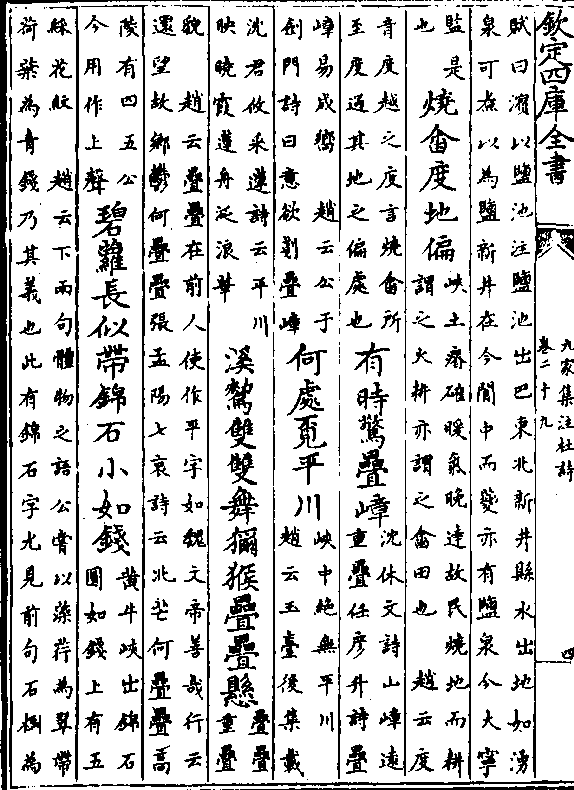 欽定四庫全書
九家集注杜詩
卷二十九
四
賦曰濱以鹽池注鹽池出巴東北新井縣水出地如湧
泉可煮以為鹽新井在今閬中而夔亦有鹽泉今大寧
監是
也
燒畬度地偏
峽土瘠确暖氣晚達故民燒地而耕
謂之火耕亦謂之畬田也 趙云度
音度越之度言燒畬所
至度過其地之偏處也
有時驚疊嶂
沈休文詩山嶂遠
重疊任彦升詩疊
嶂易成響 趙云公于
劍門詩曰意欲剗疊嶂
何處覓平川
峽中絶無平川
趙云玉臺後集載
沈君攸采蓮詩云平川
映曉霞蓮舟泛浪華
溪鷘雙雙舞獼猴疊疊懸
疊疊
重疊
貌 趙云疊疊在前人使作平字如魏文帝善哉行云
還望故鄉鬱何疊疊張孟陽七哀詩云北芒何疊疊高
陵有四五公
今用作上聲
碧蘿長似帶錦石小如錢
黄牛峽出錦石
圓如錢上有五
綵花紋 趙云下兩句體物之語公嘗以藻荇為翠帶
荷葉為青錢乃其義也此有錦石字尤見前句石為